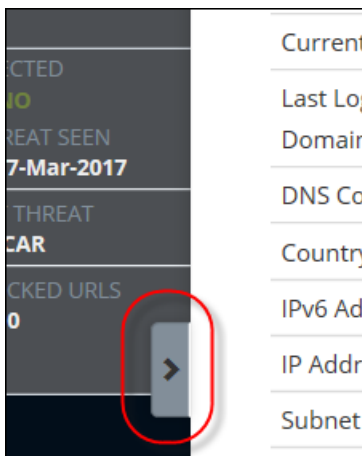 ECTED
NO
REAT SEEN
7-Mar-2017
THREAT
CAR
CKED URLS
0
Current
Last Log
Domain
DNS Co
Country
IPv6 Ad
IP Addr
Subnet